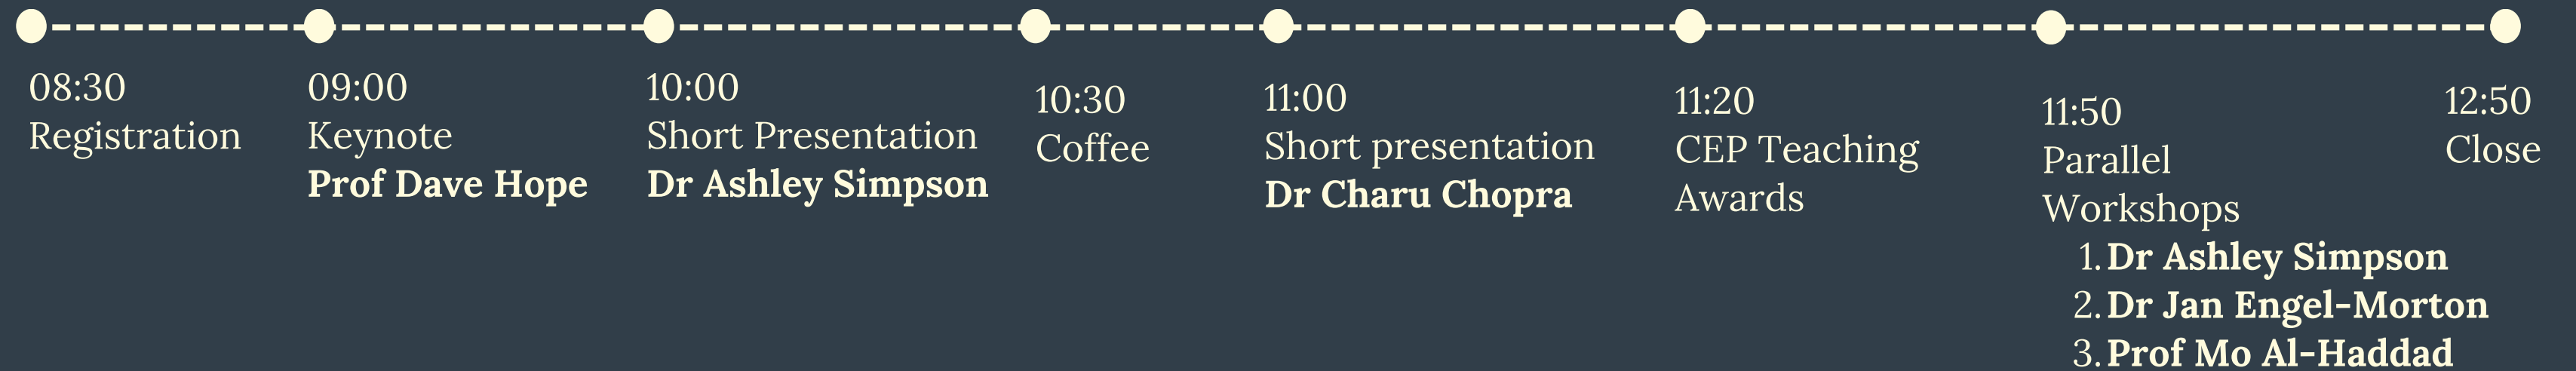 08:30
Registration
09:00
Keynote
Prof Dave Hope
10:00
Short Presentation
Dr Ashley Simpson
10:30
Coffee
11:00
Short presentation
Dr Charu Chopra
11:20
CEP Teaching
Awards
11:50
Parallel
Workshops
1. Dr Ashley Simpson
2. Dr Jan Engel-Morton
3. Prof Mo Al-Haddad
12:50
Close